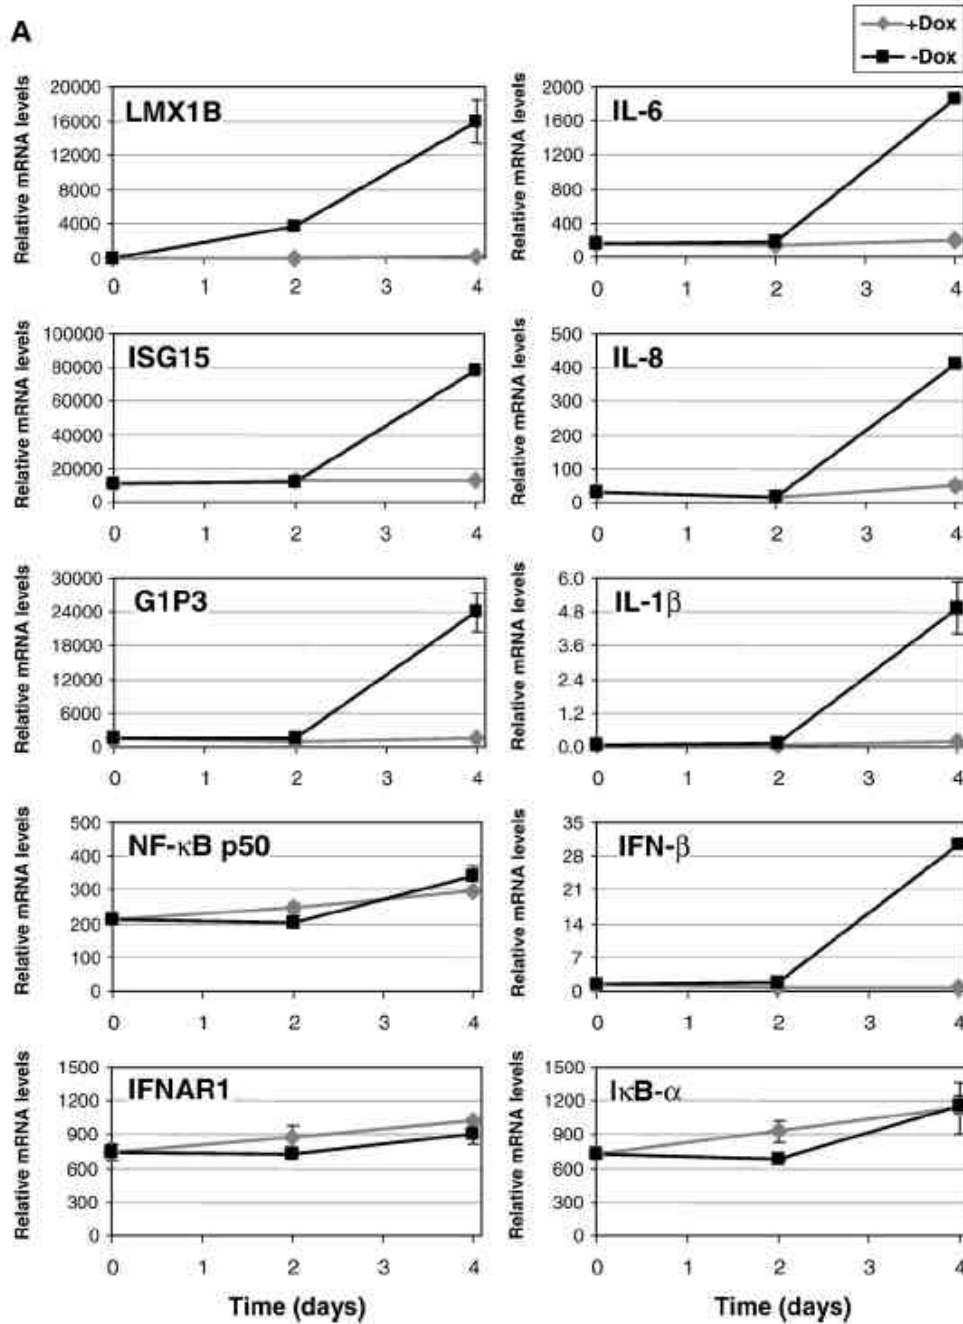 A
+Dox
-Dox
LMX1B
Relative mRNA levels
20000
16000
12000
8000
4000
0
0 1 2 3 4
IL-6
Relative mRNA levels
2000
1600
1200
800
400
0
0 1 2 3 4
ISG15
Relative mRNA levels
100000
80000
60000
40000
20000
0
0 1 2 3 4
IL-8
Relative mRNA levels
500
400
300
200
100
0
0 1 2 3 4
G1P3
Relative mRNA levels
30000
24000
18000
12000
6000
0
0 1 2 3 4
IL-1β
Relative mRNA levels
6.0
4.8
3.6
2.4
1.2
0.0
0 1 2 3 4
NF-κB p50
Relative mRNA levels
500
400
300
200
100
0
0 1 2 3 4
IFN-β
Relative mRNA levels
35
28
21
14
7
0
0 1 2 3 4
IFNAR1
Relative mRNA levels
1500
1200
900
600
300
0
0 1 2 3 4
Time (days)
IκB-α
Relative mRNA levels
1500
1200
900
600
300
0
0 1 2 3 4
Time (days)